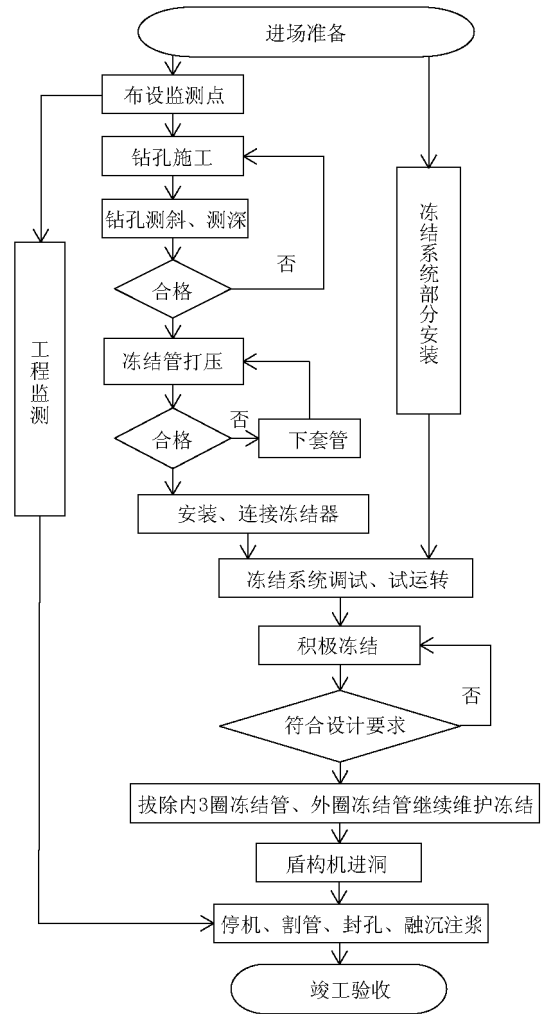 进场准备
布设监测点
钻孔施工
钻孔测斜、测深
否
合格
冻结系统部分安装
工程监测
冻结管打压
否
合格
下套管
安装、连接冻结器
冻结系统调试、试运转
积极冻结
否
符合设计要求
拔除内3圈冻结管、外圈冻结管继续维护冻结
盾构机进洞
停机、割管、封孔、融沉注浆
竣工验收